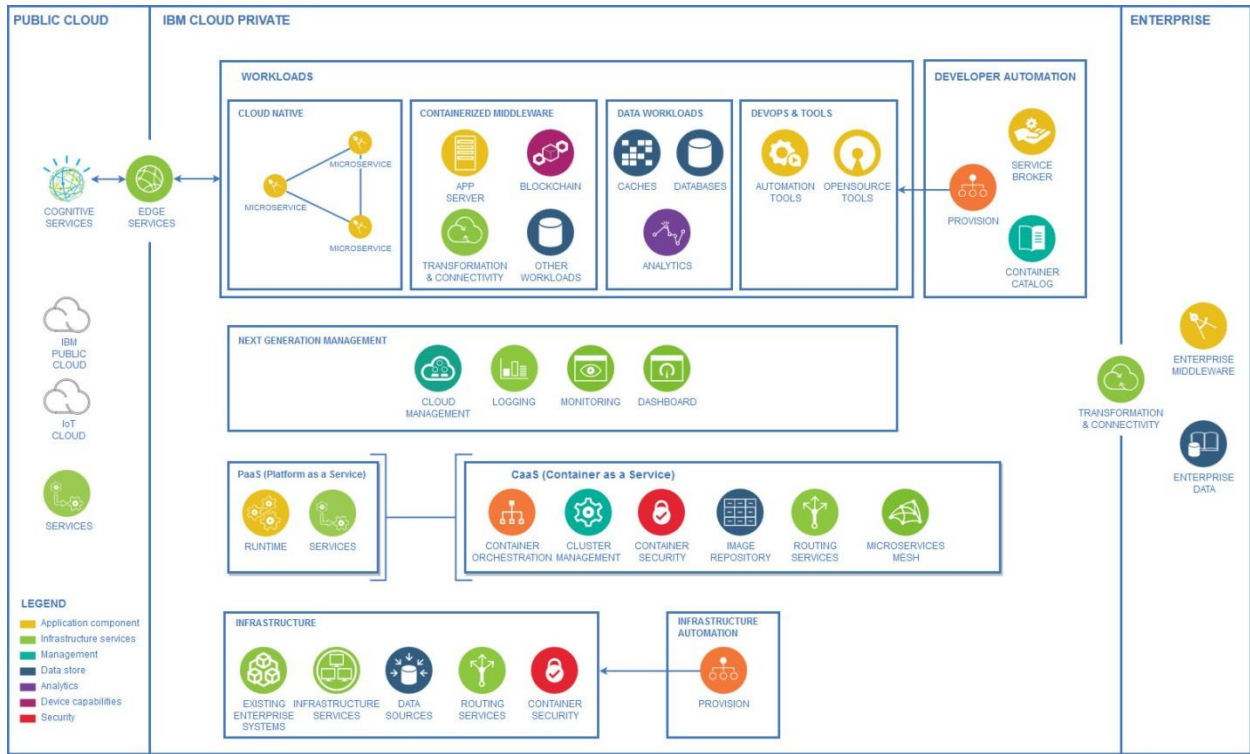 PUBLIC CLOUD
IBM CLOUD PRIVATE
ENTERPRISE
WORKLOADS
DEVELOPER AUTOMATION
CLOUD NATIVE
MICROSERVICE
MICROSERVICE
MICROSERVICE
CONTAINERIZED MIDDLEWARE
APP
SERVER
BLOCKCHAIN
TRANSFORMATION
& CONNECTIVITY
OTHER
WORKLOADS
DATA WORKLOADS
CACHES
DATABASES
ANALYTICS
DEVOPS & TOOLS
AUTOMATION
TOOLS
OPENSOURCE
TOOLS
SERVICE
BROKER
PROVISION
CONTAINER
CATALOG
COGNITIVE
SERVICES
EDGE
SERVICES
IBM
PUBLIC
CLOUD
IoT
CLOUD
SERVICES
NEXT GENERATION MANAGEMENT
CLOUD
MANAGEMENT
LOGGING
MONITORING
DASHBOARD
TRANSFORMATION
& CONNECTIVITY
ENTERPRISE
MIDDLEWARE
ENTERPRISE
DATA
PaaS (Platform as a Service)
RUNTIME
SERVICES
CaaS (Container as a Service)
CONTAINER
ORCHESTRATION
CLUSTER
MANAGEMENT
CONTAINER
SECURITY
IMAGE
REPOSITORY
ROUTING
SERVICES
MICROSERVICES
MESH
LEGEND
Application component
Infrastructure services
Management
Data store
Analytics
Device capabilities
Security
INFRASTRUCTURE
EXISTING
ENTERPRISE
SYSTEMS
INFRASTRUCTURE
SERVICES
DATA
SOURCES
ROUTING
SERVICES
CONTAINER
SECURITY
INFRASTRUCTURE
AUTOMATION
PROVISION